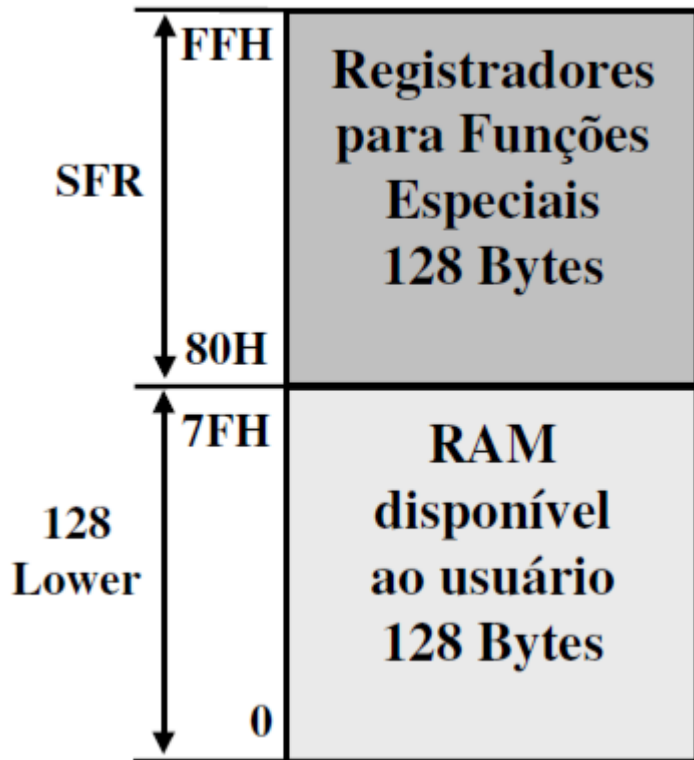 FFH
SFR
80H
Registradores
para Funções
Especiais
128 Bytes
7FH
128
Lower
0
RAM
disponível
ao usuário
128 Bytes